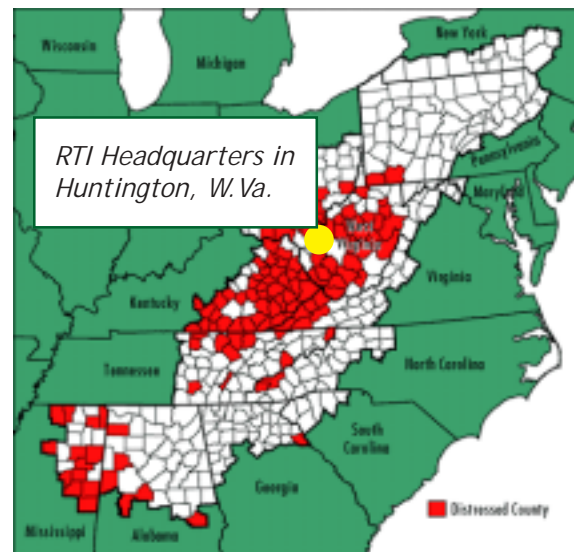 New York
Wisconsin
Michigan
RTI Headquarters in
Huntington, W.Va.
Pennsylvania
Maryland
West
Virginia
Virginia
Kentucky
Tennessee
North Carolina
South
Carolina
Georgia
Distressed County
Mississippi
Alabama